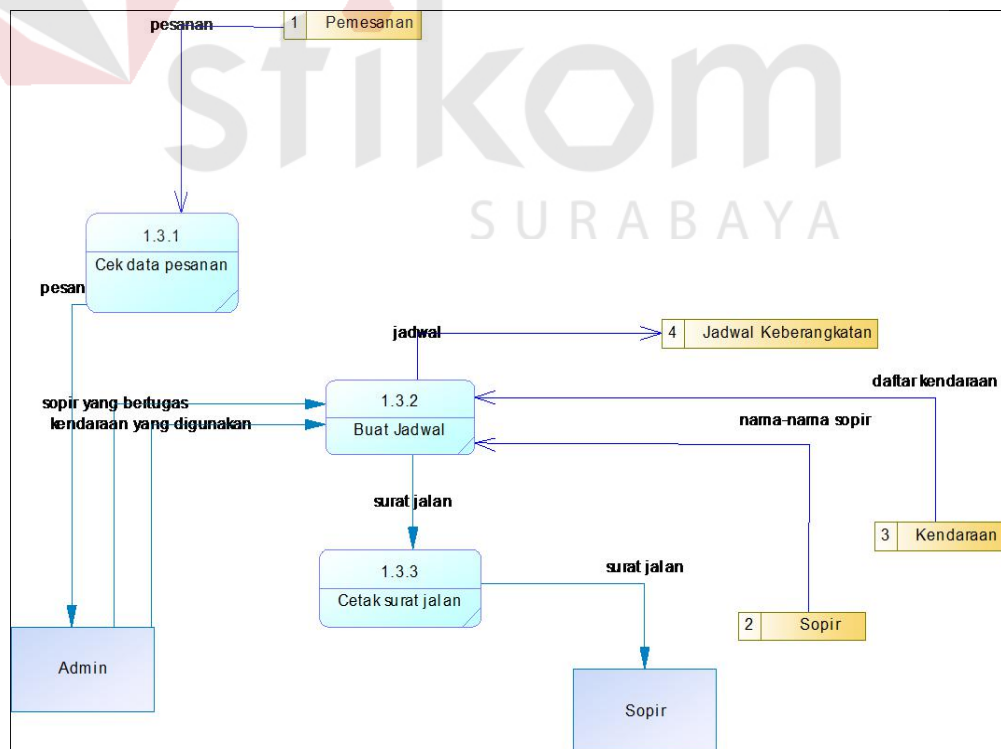 pesanan
1 Pemesanan
stikom
SURABAYA
1.3.1
Cek data pesanan
pesan
jadwal
4 Jadwal Keberangkatan
daftar kendaraan
sopir yang bertugas
kendaraan yang digunakan
1.3.2
Buat Jadwal
nama-nama sopir
surat jalan
3 Kendaraan
1.3.3
Cetak surat jalan
surat jalan
2 Sopir
Admin
Sopir